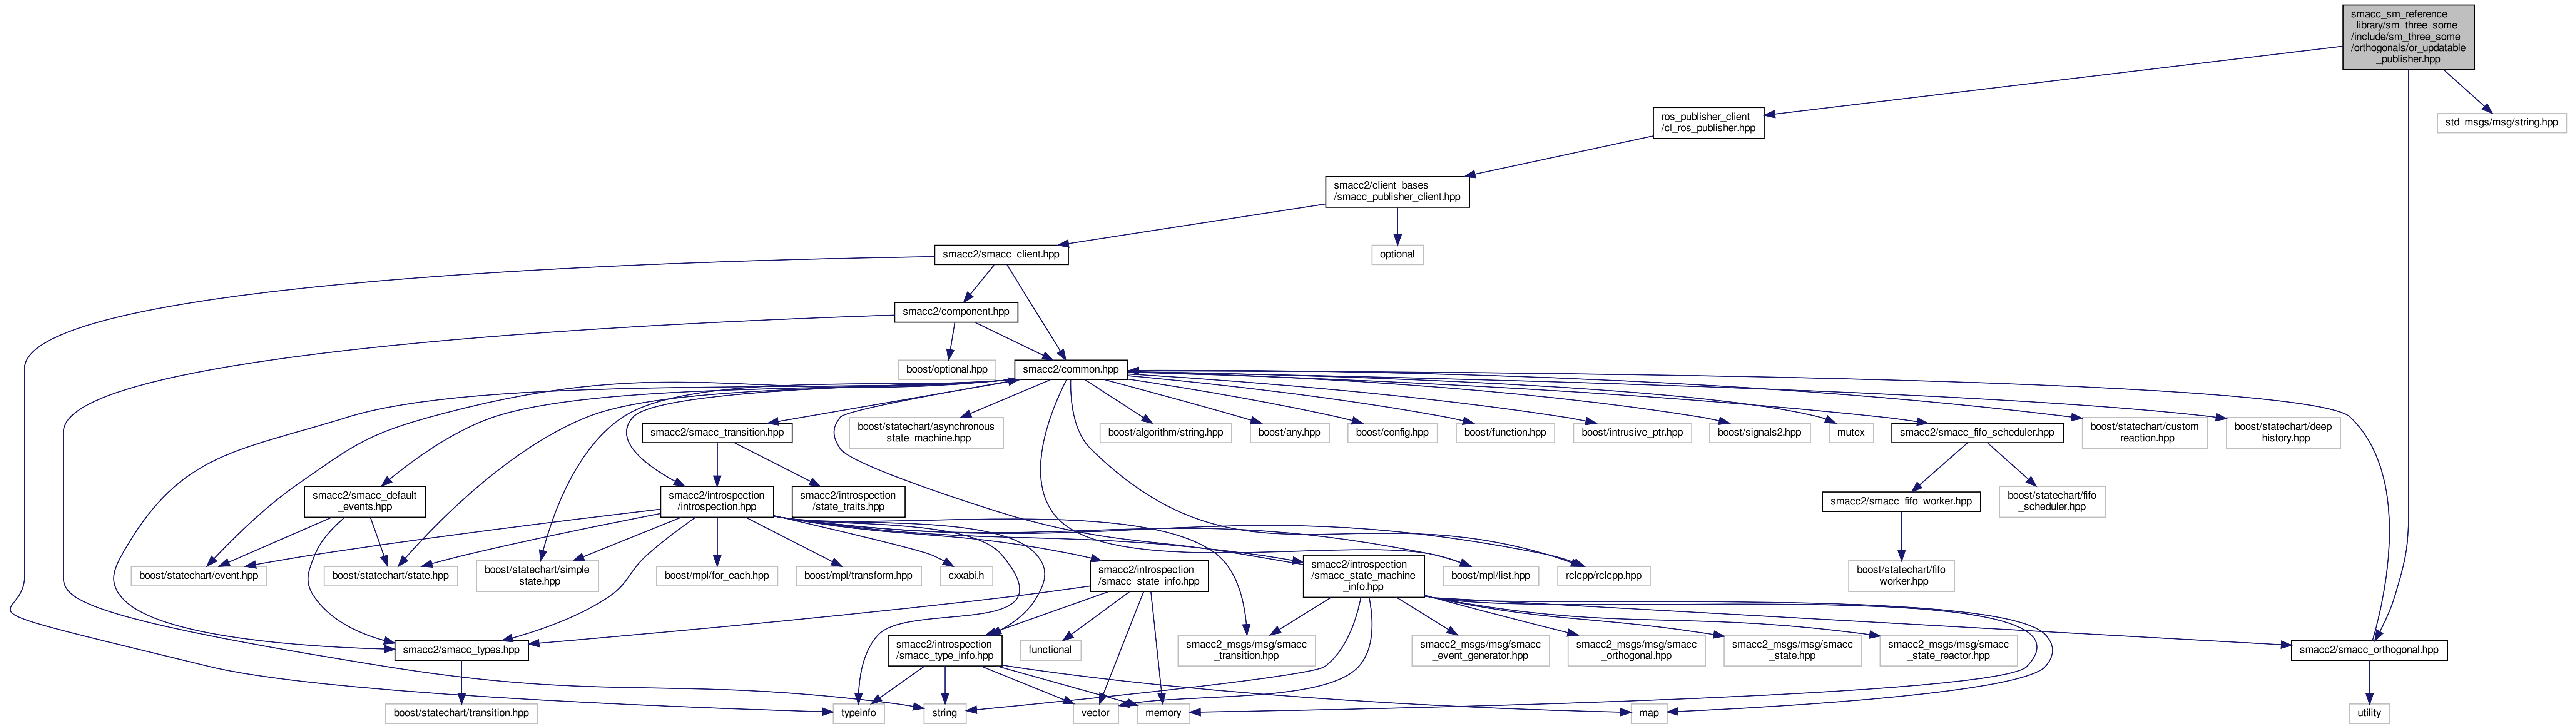 smacc_sm_reference
_library/sm_three_some
/include/sm_three_some
/orthogonals/or_updatable
_publisher.hpp
ros_publisher_client
/cl_ros_publisher.hpp
std_msgs/msg/string.hpp
smacc2/client_bases
/smacc_publisher_client.hpp
smacc2/smacc_client.hpp
optional
smacc2/component.hpp
boost/optional.hpp
smacc2/common.hpp
smacc2/smacc_transition.hpp
boost/statechart/asynchronous
_state_machine.hpp
boost/algorithm/string.hpp
boost/any.hpp
boost/config.hpp
boost/function.hpp
boost/intrusive_ptr.hpp
boost/signals2.hpp
mutex
smacc2/smacc_fifo_scheduler.hpp
boost/statechart/custom
_reaction.hpp
boost/statechart/deep
_history.hpp
smacc2/smacc_default
_events.hpp
smacc2/introspection
/introspection.hpp
smacc2/introspection
/state_traits.hpp
smacc2/smacc_fifo_worker.hpp
boost/statechart/fifo
_scheduler.hpp
boost/statechart/event.hpp
boost/statechart/state.hpp
boost/statechart/simple
_state.hpp
boost/mpl/for_each.hpp
boost/mpl/transform.hpp
cxxabi.h
smacc2/introspection
/smacc_state_info.hpp
smacc2/introspection
/smacc_state_machine
_info.hpp
boost/mpl/list.hpp
rclcpp/rclcpp.hpp
boost/statechart/fifo
_worker.hpp
smacc2/smacc_types.hpp
smacc2/introspection
/smacc_type_info.hpp
functional
smacc2_msgs/msg/smacc
_transition.hpp
smacc2_msgs/msg/smacc
_event_generator.hpp
smacc2_msgs/msg/smacc
_orthogonal.hpp
smacc2_msgs/msg/smacc
_state.hpp
smacc2_msgs/msg/smacc
_state_reactor.hpp
smacc2/smacc_orthogonal.hpp
boost/statechart/transition.hpp
typeinfo
string
vector
memory
map
utility